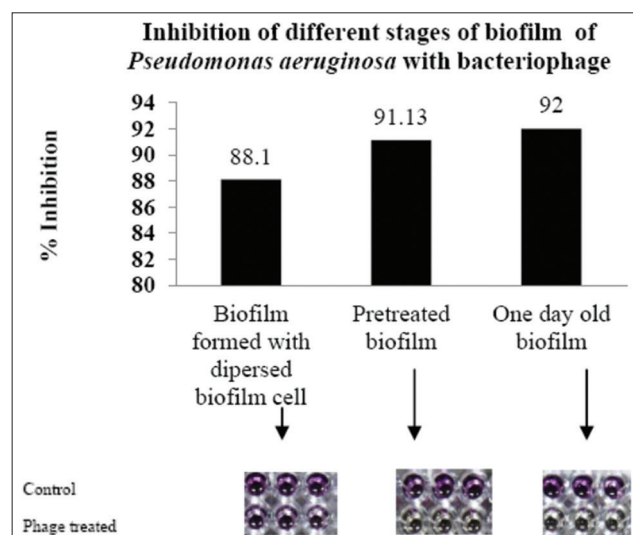 Inhibition of different stages of biofilm of
Pseudomonas aeruginosa with bacteriophage
% Inhibition
94
92
90
88
86
84
82
80
88.1
91.13
92
Biofilm
formed with
dipersed
biofilm cell
Pretreated
biofilm
One day old
biofilm
Control
Phage treated